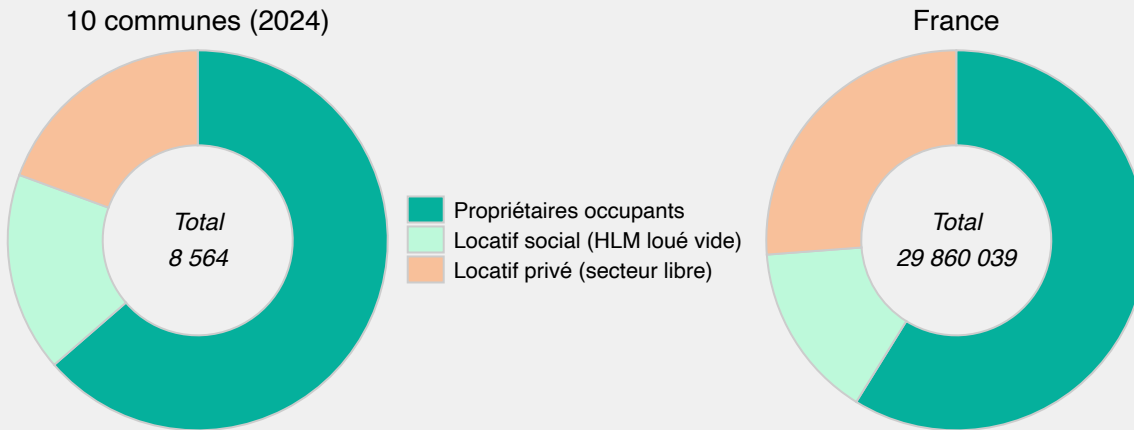 10 communes (2024)
France
Total
8 564
Propriétaires occupants
Locatif social (HLM loué vide)
Locatif privé (secteur libre)
Total
29 860 039